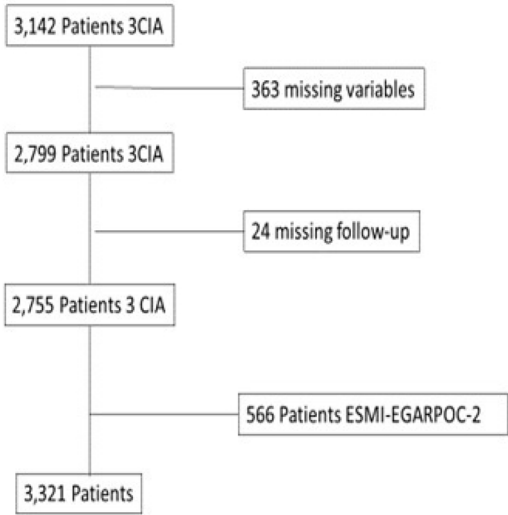 3,142 Patients 3CIA
363 missing variables
2,799 Patients 3CIA
24 missing follow-up
2,755 Patients 3 CIA
566 Patients ESMI-EGARPOC-2
3,321 Patients